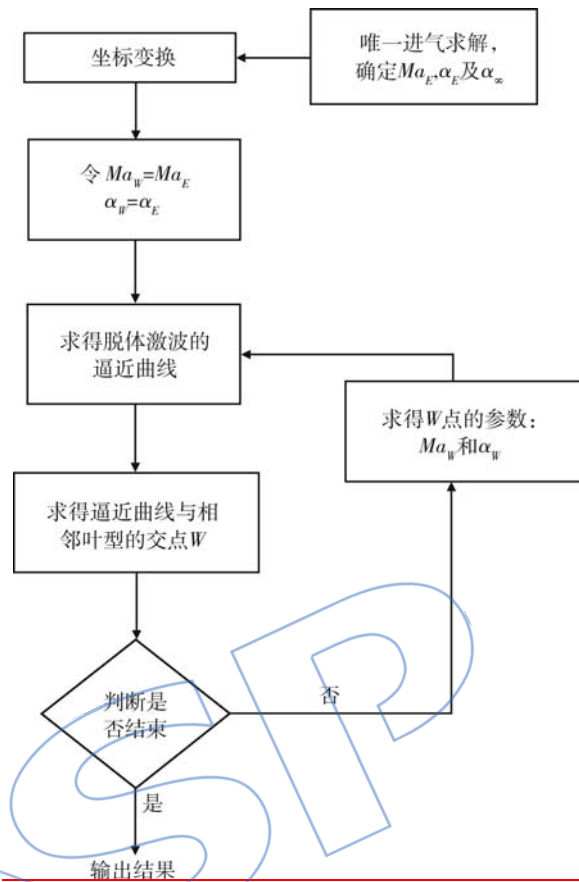 坐标变换
唯一进气求解，
确定Ma_E,α_E及α_∞
令 Ma_W=Ma_E
α_W=α_E
求得脱体激波的
逼近曲线
求得W点的参数：
Ma_W和α_W
求得逼近曲线与相
邻叶型的交点W
判断是
否结束
否
是
输出结果
SP